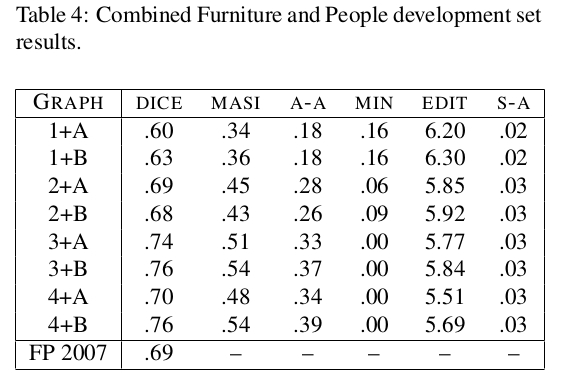 Table 4: Combined Furniture and People development set
results.
GRAPH DICE MASI A-A MIN EDIT S-A
1+A .60 .34 .18 .16 6.20 .02
1+B .63 .36 .18 .16 6.30 .02
2+A .69 .45 .28 .06 5.85 .03
2+B .68 .43 .26 .09 5.92 .03
3+A .74 .51 .33 .00 5.77 .03
3+B .76 .54 .37 .00 5.84 .03
4+A .70 .48 .34 .00 5.51 .03
4+B .76 .54 .39 .00 5.69 .03
FP 2007 .69 – – – – –